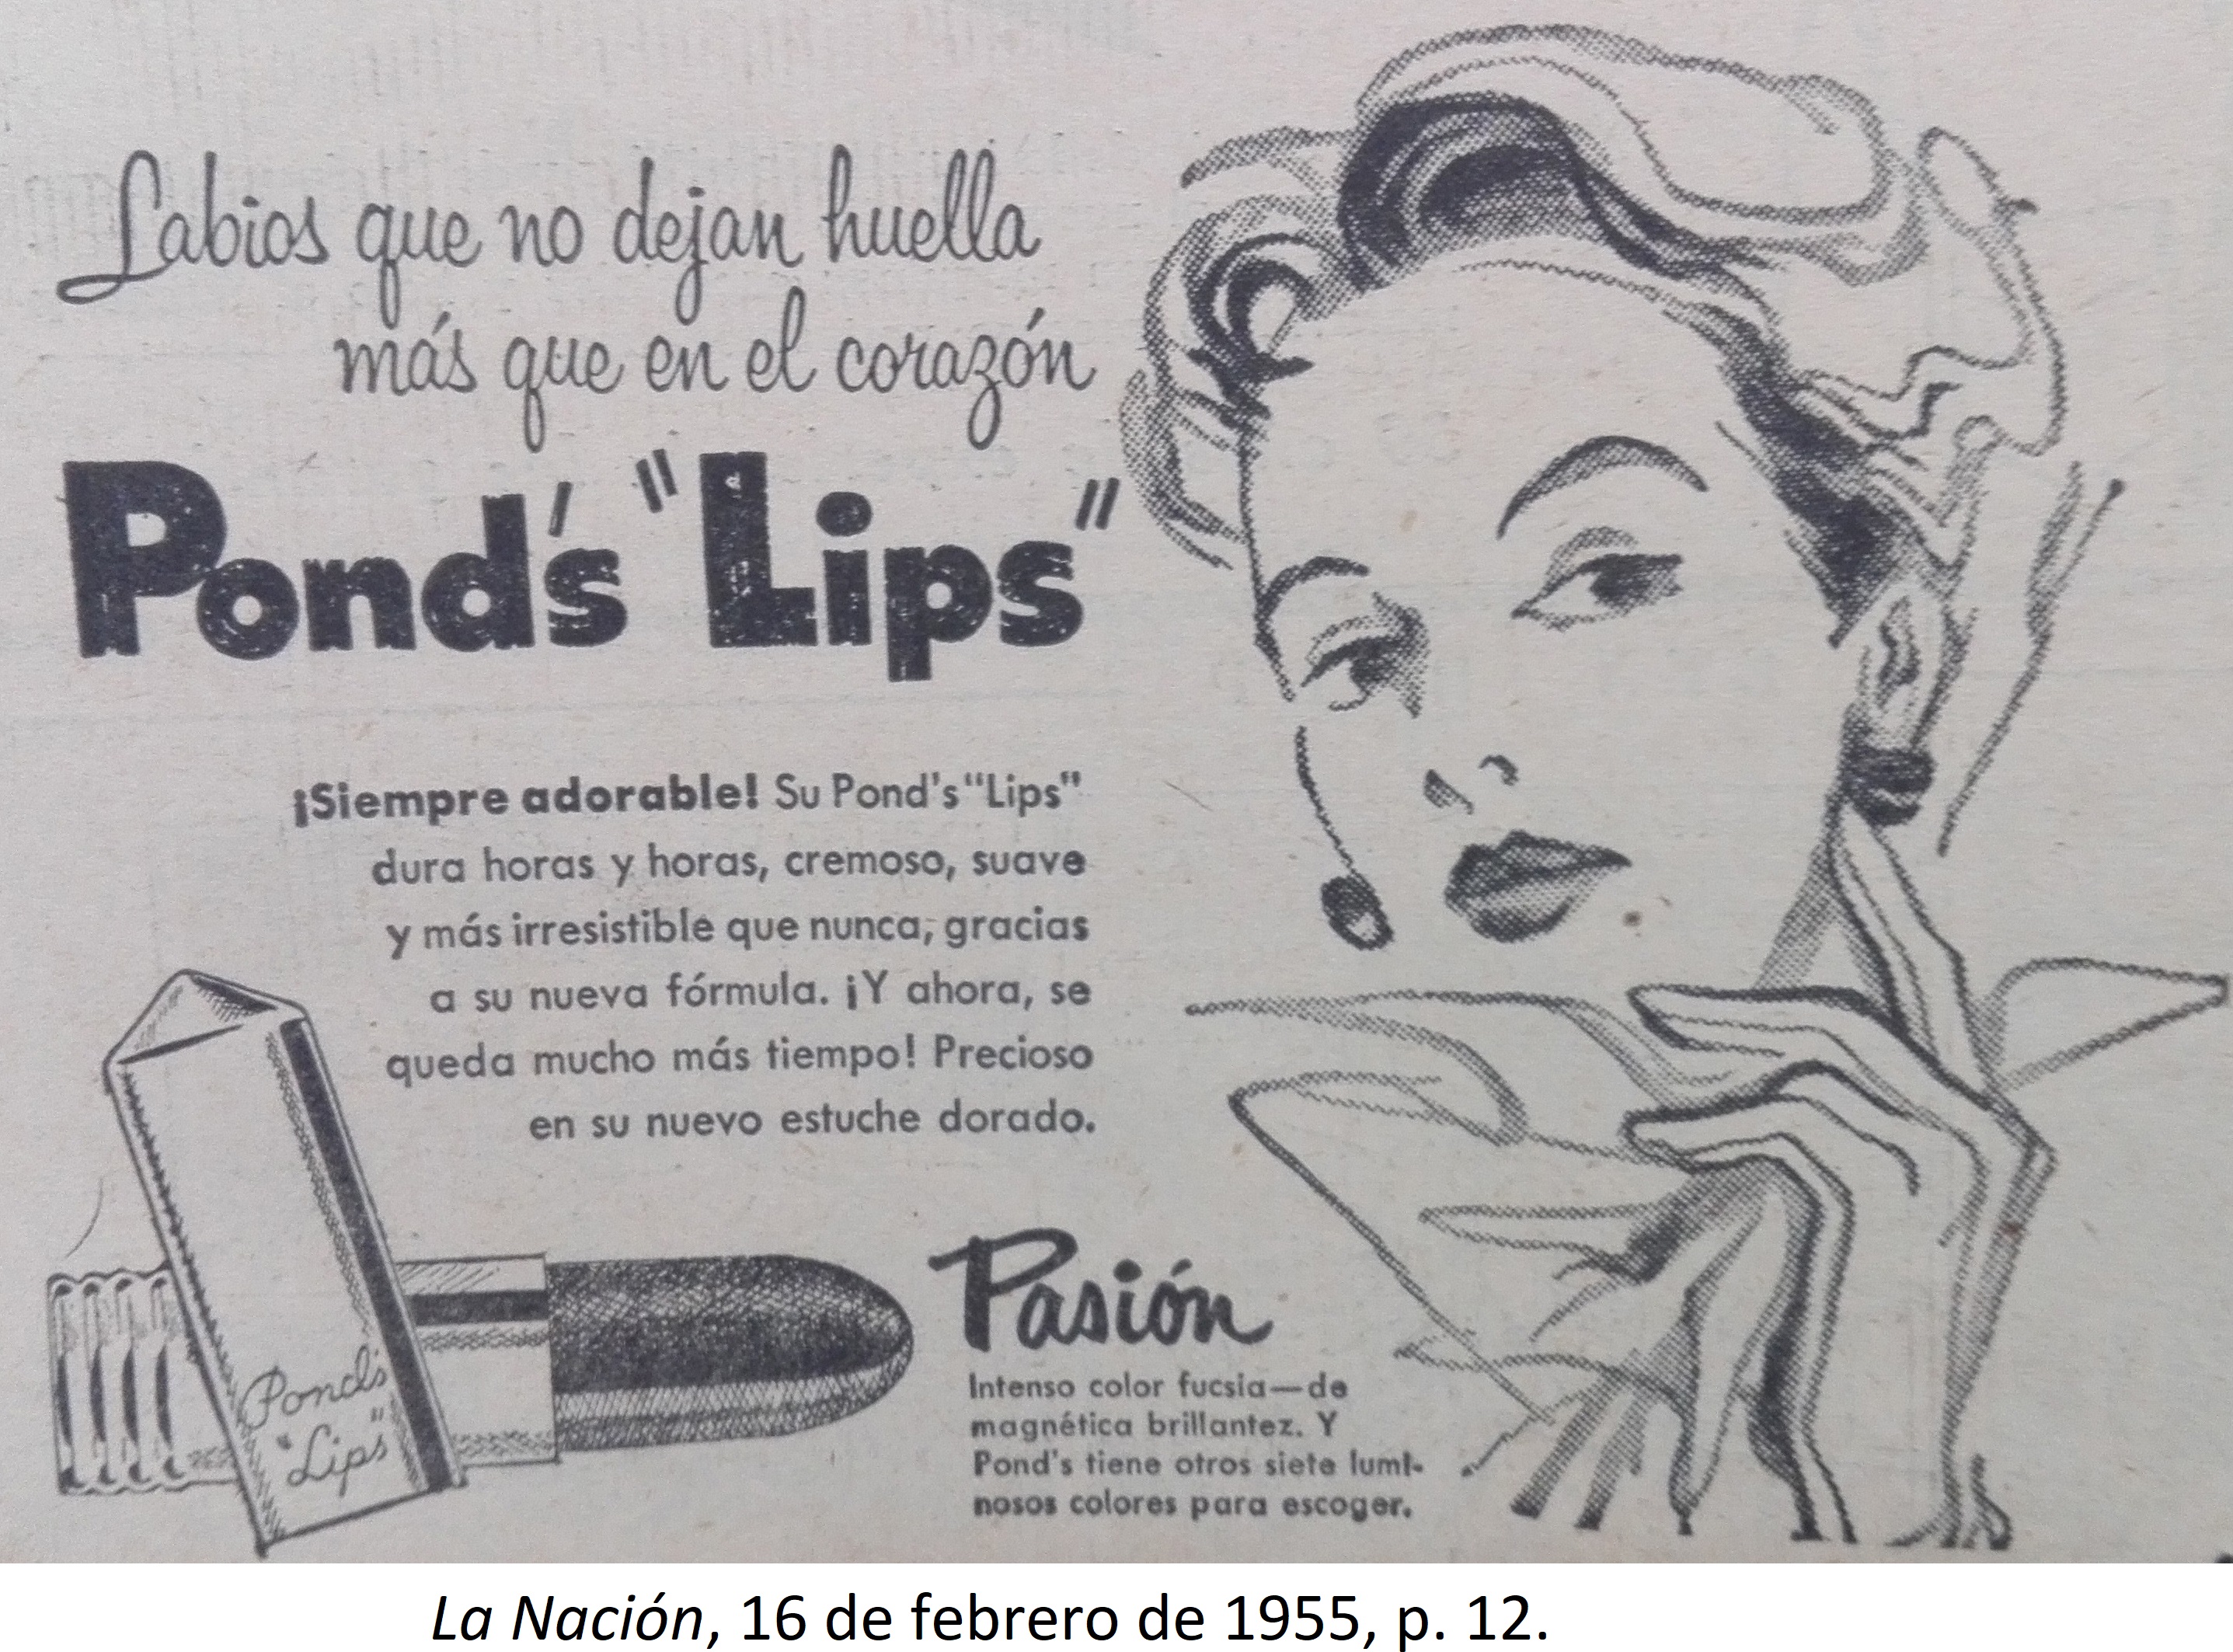 Labios que no dejan huella
más que en el corazón
Pond's "Lips"
¡Siempre adorable! Su Pond's "Lips"
dura horas y horas, cremoso, suave
y más irresistible que nunca, gracias
a su nueva fórmula. ¡Y ahora, se
queda mucho más tiempo! Precioso
en su nuevo estuche dorado.
Pond's
"Lips"
Pasión
Intenso color fucsia—de
magnética brillantez. Y
Pond's tiene otros siete lumi-
nosos colores para escoger.
La Nación, 16 de febrero de 1955, p. 12.